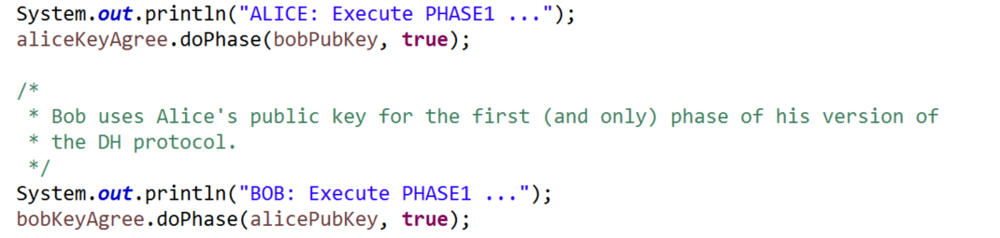 System.out.println("ALICE: Execute PHASE1 ...");
aliceKeyAgree.doPhase(bobPubKey, true);
/*
 * Bob uses Alice's public key for the first (and only) phase of his version of
 * the DH protocol.
 */
System.out.println("BOB: Execute PHASE1 ...");
bobKeyAgree.doPhase(alicePubKey, true);